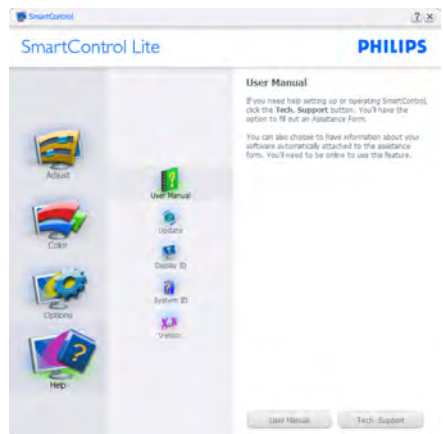 SmartControl
? x
SmartControl Lite
PHILIPS
Adjust
Color
Options
Help
User Manual
Update
Display ID
System ID
Version
User Manual
If you need help setting up or operating SmartControl,
click the Tech. Support button. You'll have the
option to fill out an Assistance Form.
You can also choose to have information about your
software automatically attached to the assistance
form. You'll need to be online to use the feature.
User Manual
Tech. Support